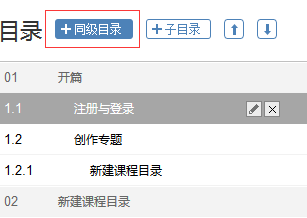 目录 +同级目录 +子目录
01 开篇
1.1 注册与登录
1.2 创作专题
1.2.1 新建课程目录
02 新建课程目录